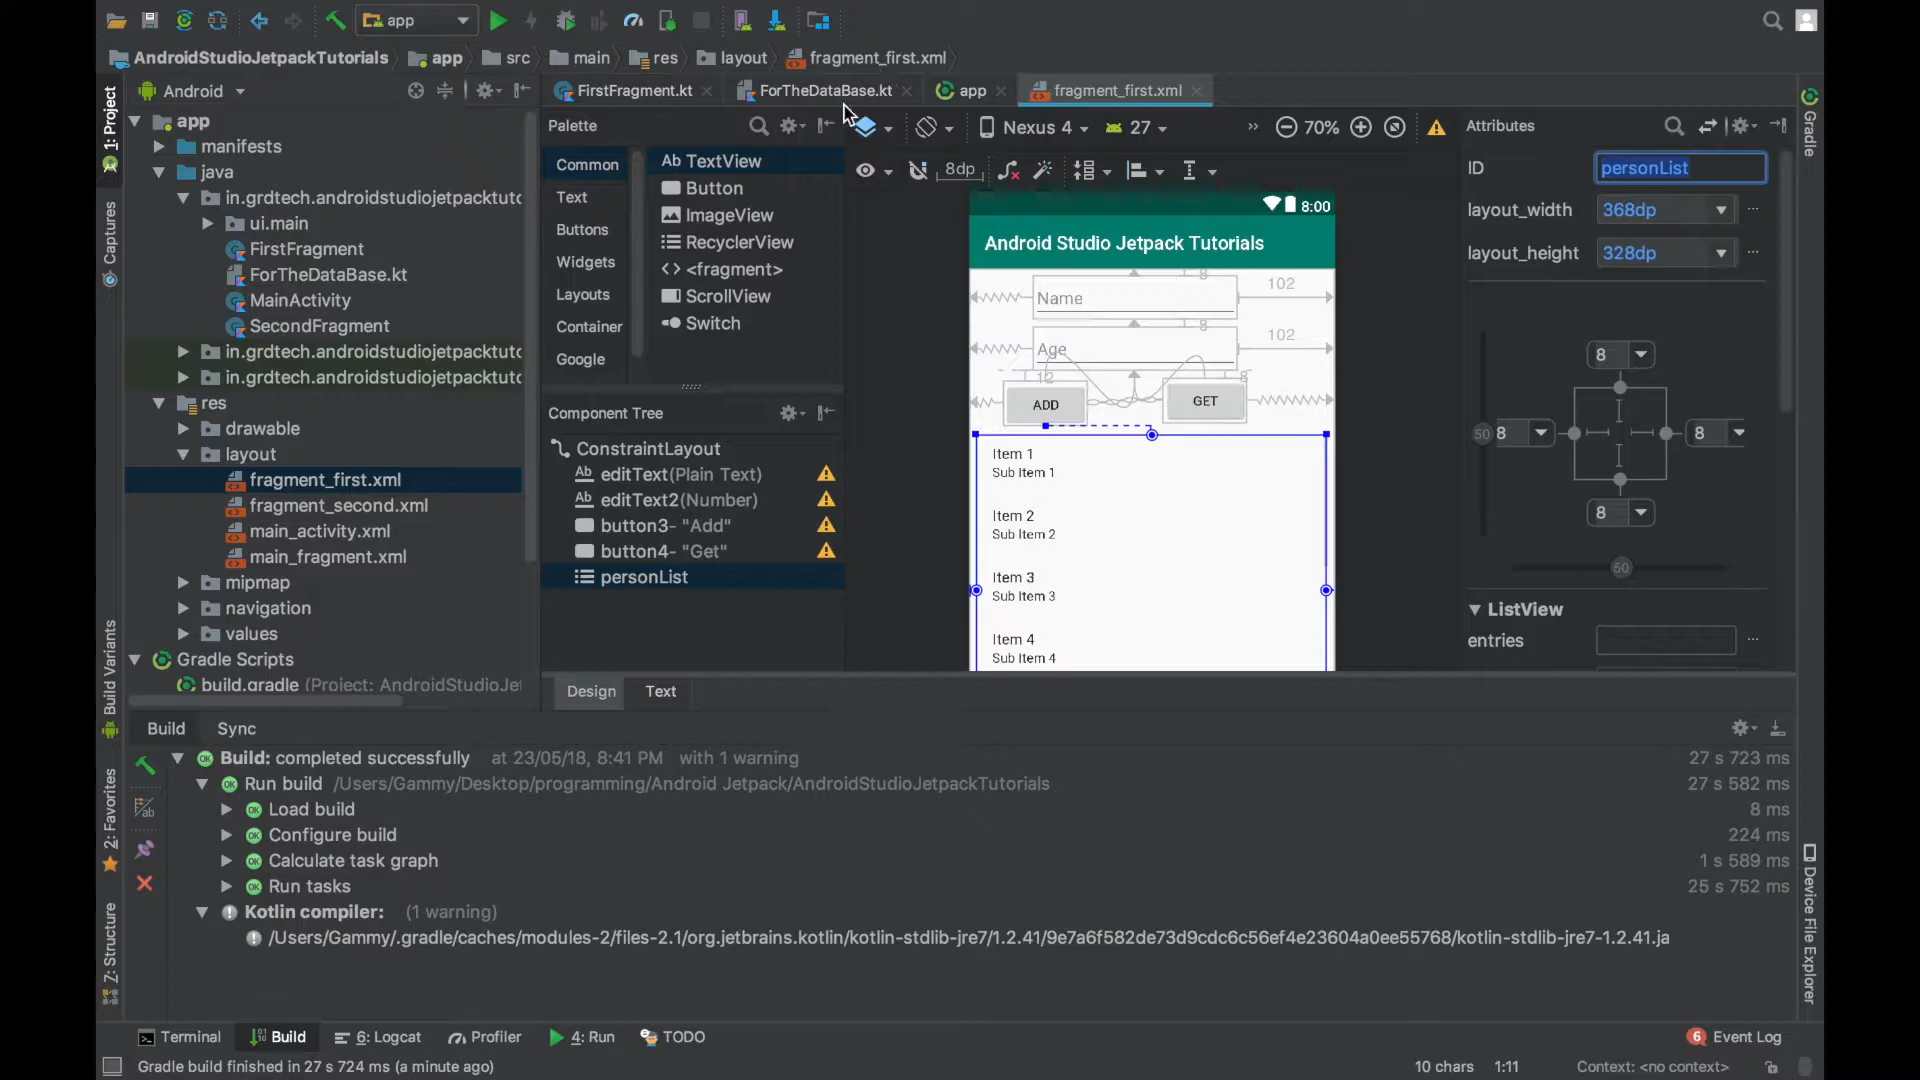 app
AndroidStudioJetpackTutorials
app
src
main
res
layout
fragment_first.xml
1: Project
Captures
Build Variants
2: Favorites
Z: Structure
Android
app
manifests
java
in.grdtech.androidstudiojetpacktuto
ui.main
FirstFragment
ForTheDataBase.kt
MainActivity
SecondFragment
in.grdtech.androidstudiojetpacktuto
in.grdtech.androidstudiojetpacktuto
res
drawable
layout
fragment_first.xml
fragment_second.xml
main_activity.xml
main_fragment.xml
mipmap
navigation
values
Gradle Scripts
build.gradle (Project: AndroidStudioJet
FirstFragment.kt
ForTheDataBase.kt
app
fragment_first.xml
Palette
Common
Text
Buttons
Widgets
Layouts
Container
Google
Ab TextView
Button
ImageView
RecyclerView
<fragment>
ScrollView
Switch
Component Tree
ConstraintLayout
Ab editText(Plain Text)
Ab editText2(Number)
button3- "Add"
button4- "Get"
personList
Nexus 4
27
70%
8dp
8:00
Android Studio Jetpack Tutorials
8
Name
102
8
Age
102
12
8
ADD
GET
Item 1
Sub Item 1
Item 2
Sub Item 2
Item 3
Sub Item 3
Item 4
Sub Item 4
Design
Text
Attributes
ID
personList
layout_width
368dp
layout_height
328dp
8
50
8
8
8
50
ListView
entries
Gradle
Device File Explorer
Build
Sync
Build: completed successfully at 23/05/18, 8:41 PM with 1 warning
27 s 723 ms
Run build /Users/Gammy/Desktop/programming/Android Jetpack/AndroidStudioJetpackTutorials
27 s 582 ms
Load build
8 ms
Configure build
224 ms
Calculate task graph
1 s 589 ms
Run tasks
25 s 752 ms
Kotlin compiler: (1 warning)
/Users/Gammy/.gradle/caches/modules-2/files-2.1/org.jetbrains.kotlin/kotlin-stdlib-jre7/1.2.41/9e7a6f582de73d9cdc6c56ef4e23604a0ee55768/kotlin-stdlib-jre7-1.2.41.ja
Terminal
Build
6: Logcat
Profiler
4: Run
TODO
6 Event Log
Gradle build finished in 27 s 724 ms (a minute ago)
10 chars
1:11
Context: <no context>